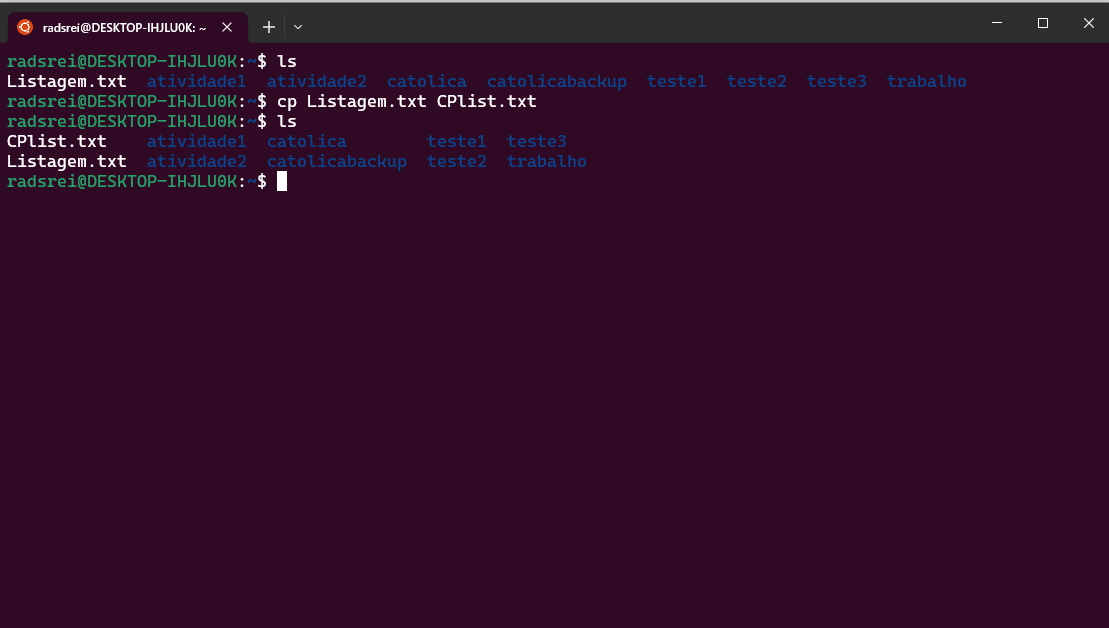 radsrei@DESKTOP-IHJLU0K: ~
radsrei@DESKTOP-IHJLU0K:~$ ls
Listagem.txt  atividade1  atividade2  catolica  catolicabackup  teste1  teste2  teste3  trabalho
radsrei@DESKTOP-IHJLU0K:~$ cp Listagem.txt CPlist.txt
radsrei@DESKTOP-IHJLU0K:~$ ls
CPlist.txt    atividade1  catolica        teste1  teste3
Listagem.txt  atividade2  catolicabackup  teste2  trabalho
radsrei@DESKTOP-IHJLU0K:~$